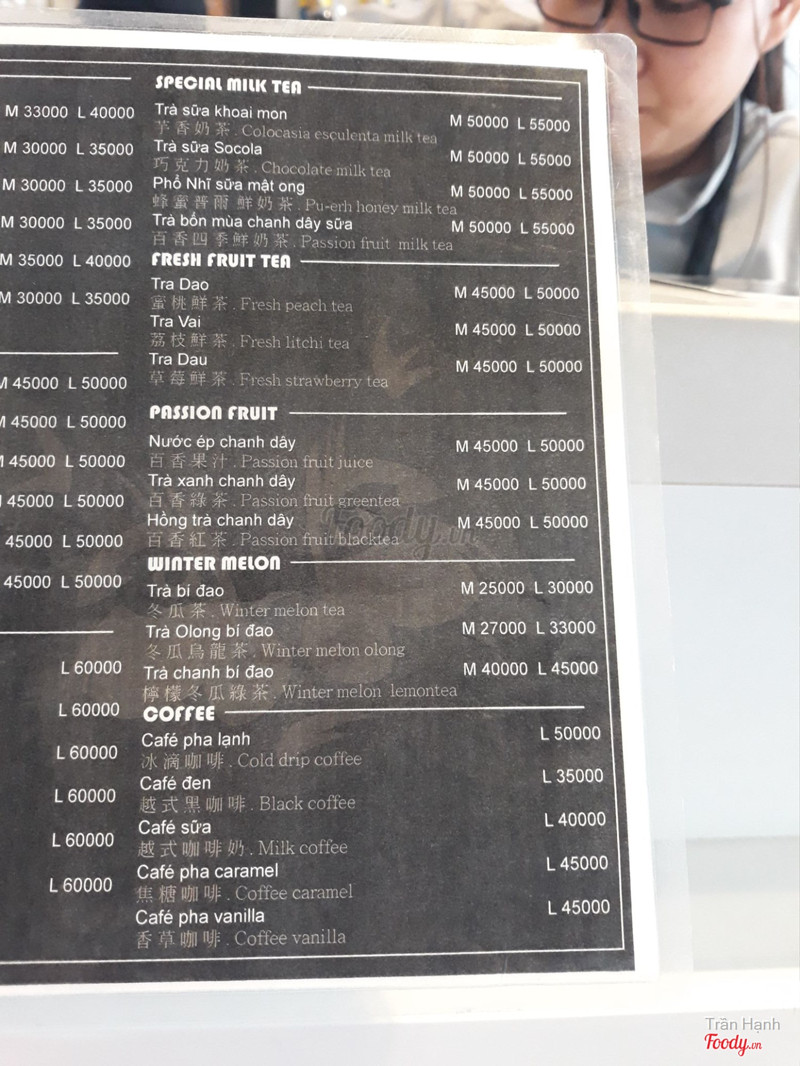 M 33000 L 40000
M 30000 L 35000
M 30000 L 35000
M 30000 L 35000
M 35000 L 40000
M 30000 L 35000
M 45000 L 50000
M 45000 L 50000
M 45000 L 50000
M 45000 L 50000
45000 L 50000
45000 L 50000
L 60000
L 60000
L 60000
L 60000
L 60000
L 60000
SPECIAL MILK TEA
Trà sữa khoai mon M 50000 L 55000
芋香奶茶 . Colocasia esculenta milk tea
Trà sữa Socola M 50000 L 55000
巧克力奶茶 . Chocolate milk tea
Phổ Nhĩ sữa mật ong M 50000 L 55000
蜂蜜普爾鮮奶茶 . Pu-erh honey milk tea
Trà bốn mùa chanh dây sữa M 50000 L 55000
百香四季鮮奶茶 . Passion fruit milk tea
FRESH FRUIT TEA
Tra Dao M 45000 L 50000
蜜桃鮮茶 . Fresh peach tea
Tra Vai M 45000 L 50000
荔枝鮮茶 . Fresh litchi tea
Tra Dau M 45000 L 50000
草莓鮮茶 . Fresh strawberry tea
PASSION FRUIT
Nước ép chanh dây M 45000 L 50000
百香果汁 . Passion fruit juice
Trà xanh chanh dây M 45000 L 50000
百香綠茶 . Passion fruit greentea
Hồng trà chanh dây M 45000 L 50000
百香紅茶 . Passion fruit blacktea
WINTER MELON
Trà bí đao M 25000 L 30000
冬瓜茶 . Winter melon tea
Trà Olong bí đao M 27000 L 33000
冬瓜烏龍茶 . Winter melon olong
Trà chanh bí đao M 40000 L 45000
檸檬冬瓜綠茶 . Winter melon lemontea
COFFEE
Café pha lạnh L 50000
冰滴咖啡 . Cold drip coffee
Café đen L 35000
越式黑咖啡 . Black coffee
Café sữa L 40000
越式咖啡奶 . Milk coffee
Café pha caramel L 45000
焦糖咖啡 . Coffee caramel
Café pha vanilla L 45000
香草咖啡 . Coffee vanilla
Foody.vn
Trần Hạnh
Foody.vn